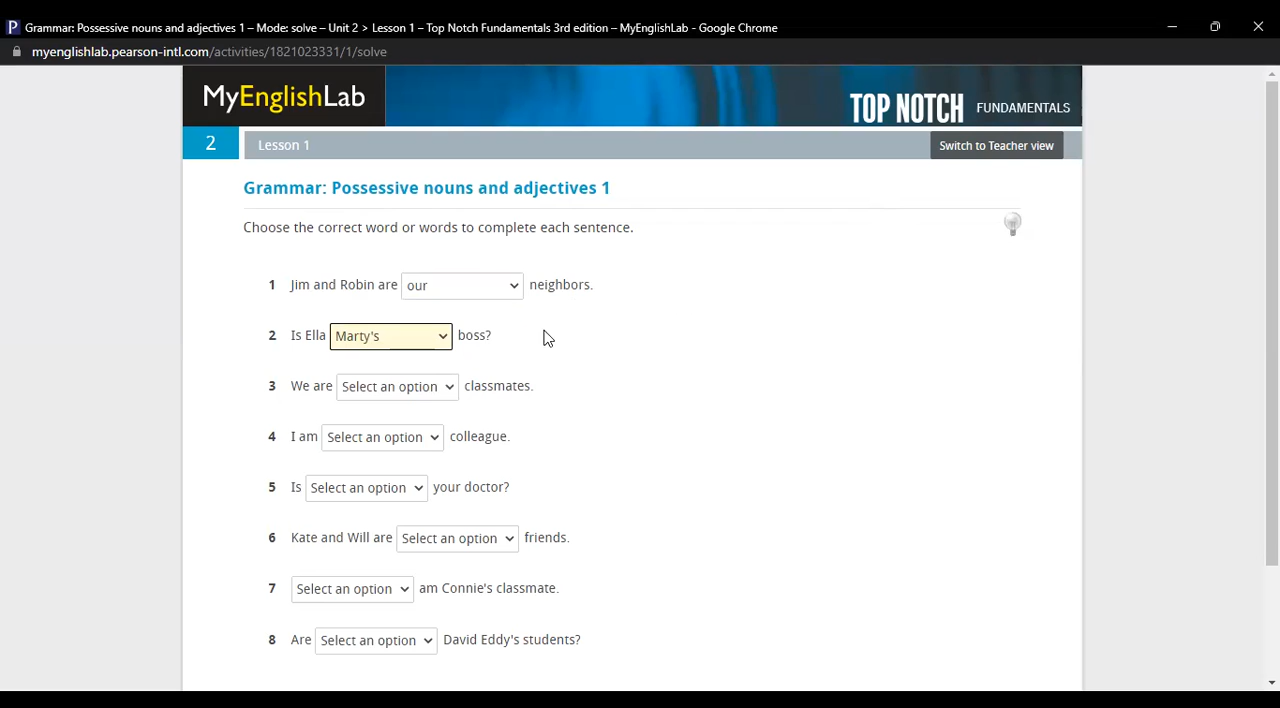 Grammar: Possessive nouns and adjectives 1 – Mode: solve – Unit 2 > Lesson 1 – Top Notch Fundamentals 3rd edition – MyEnglishLab - Google Chrome
myenglishlab.pearson-intl.com/activities/1821023331/1/solve
MyEnglishLab
TOP NOTCH FUNDAMENTALS
2 Lesson 1 Switch to Teacher view
Grammar: Possessive nouns and adjectives 1
Choose the correct word or words to complete each sentence.
1 Jim and Robin are our neighbors.
2 Is Ella Marty's boss?
3 We are Select an option classmates.
4 I am Select an option colleague.
5 Is Select an option your doctor?
6 Kate and Will are Select an option friends.
7 Select an option am Connie's classmate.
8 Are Select an option David Eddy's students?